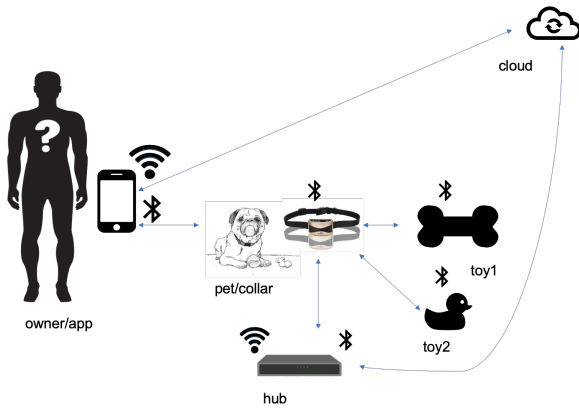 cloud
?
owner/app
pet/collar
toy1
toy2
hub